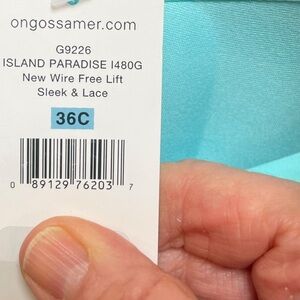 ongossamer.com
G9226
ISLAND PARADISE I480G
New Wire Free Lift
Sleek & Lace
36C
0 89129 76203 7